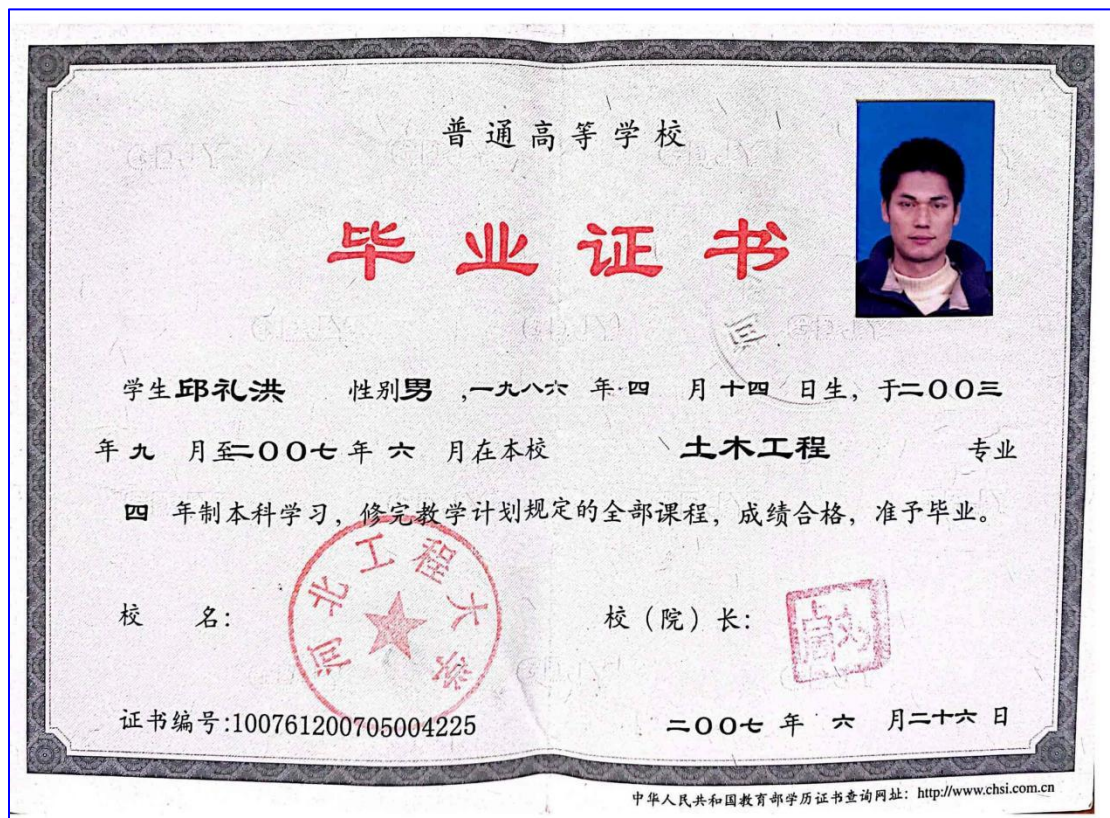 普通高等学校
毕业证书
学生邱礼洪 性别男 ,一九八六 年 四 月 十四 日生，于二00三
年 九 月至二00七 年 六 月在本校 土木工程 专业
四 年制本科学习，修完教学计划规定的全部课程，成绩合格，准予毕业。
校 名：
河北工程大学
校（院）长：
证书编号:100761200705004225
二00七 年 六 月二十六 日
中华人民共和国教育部学历证书查询网址：http://www.chsi.com.cn